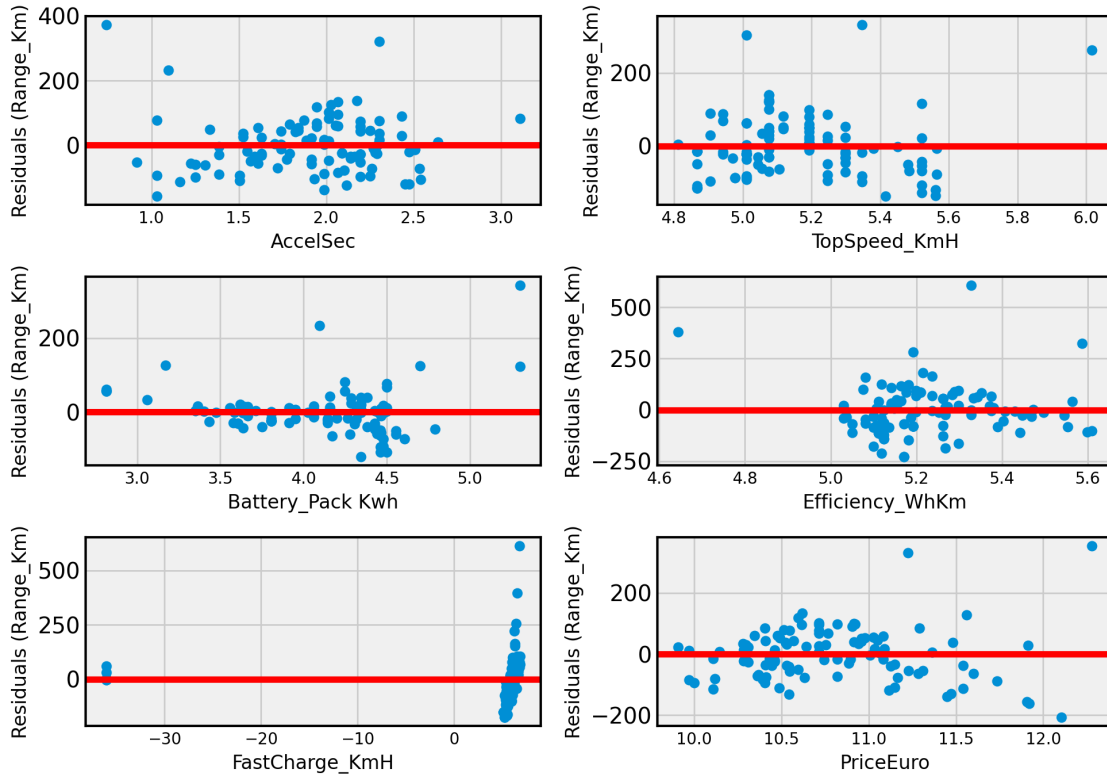 400
200
0
Residuals (Range_Km)
1.0 1.5 2.0 2.5 3.0
AccelSec
200
0
Residuals (Range_Km)
4.8 5.0 5.2 5.4 5.6 5.8 6.0
TopSpeed_KmH
200
0
Residuals (Range_Km)
3.0 3.5 4.0 4.5 5.0
Battery_Pack Kwh
500
250
0
−250
Residuals (Range_Km)
4.6 4.8 5.0 5.2 5.4 5.6
Efficiency_WhKm
500
250
0
Residuals (Range_Km)
−30 −20 −10 0
FastCharge_KmH
200
0
−200
Residuals (Range_Km)
10.0 10.5 11.0 11.5 12.0
PriceEuro